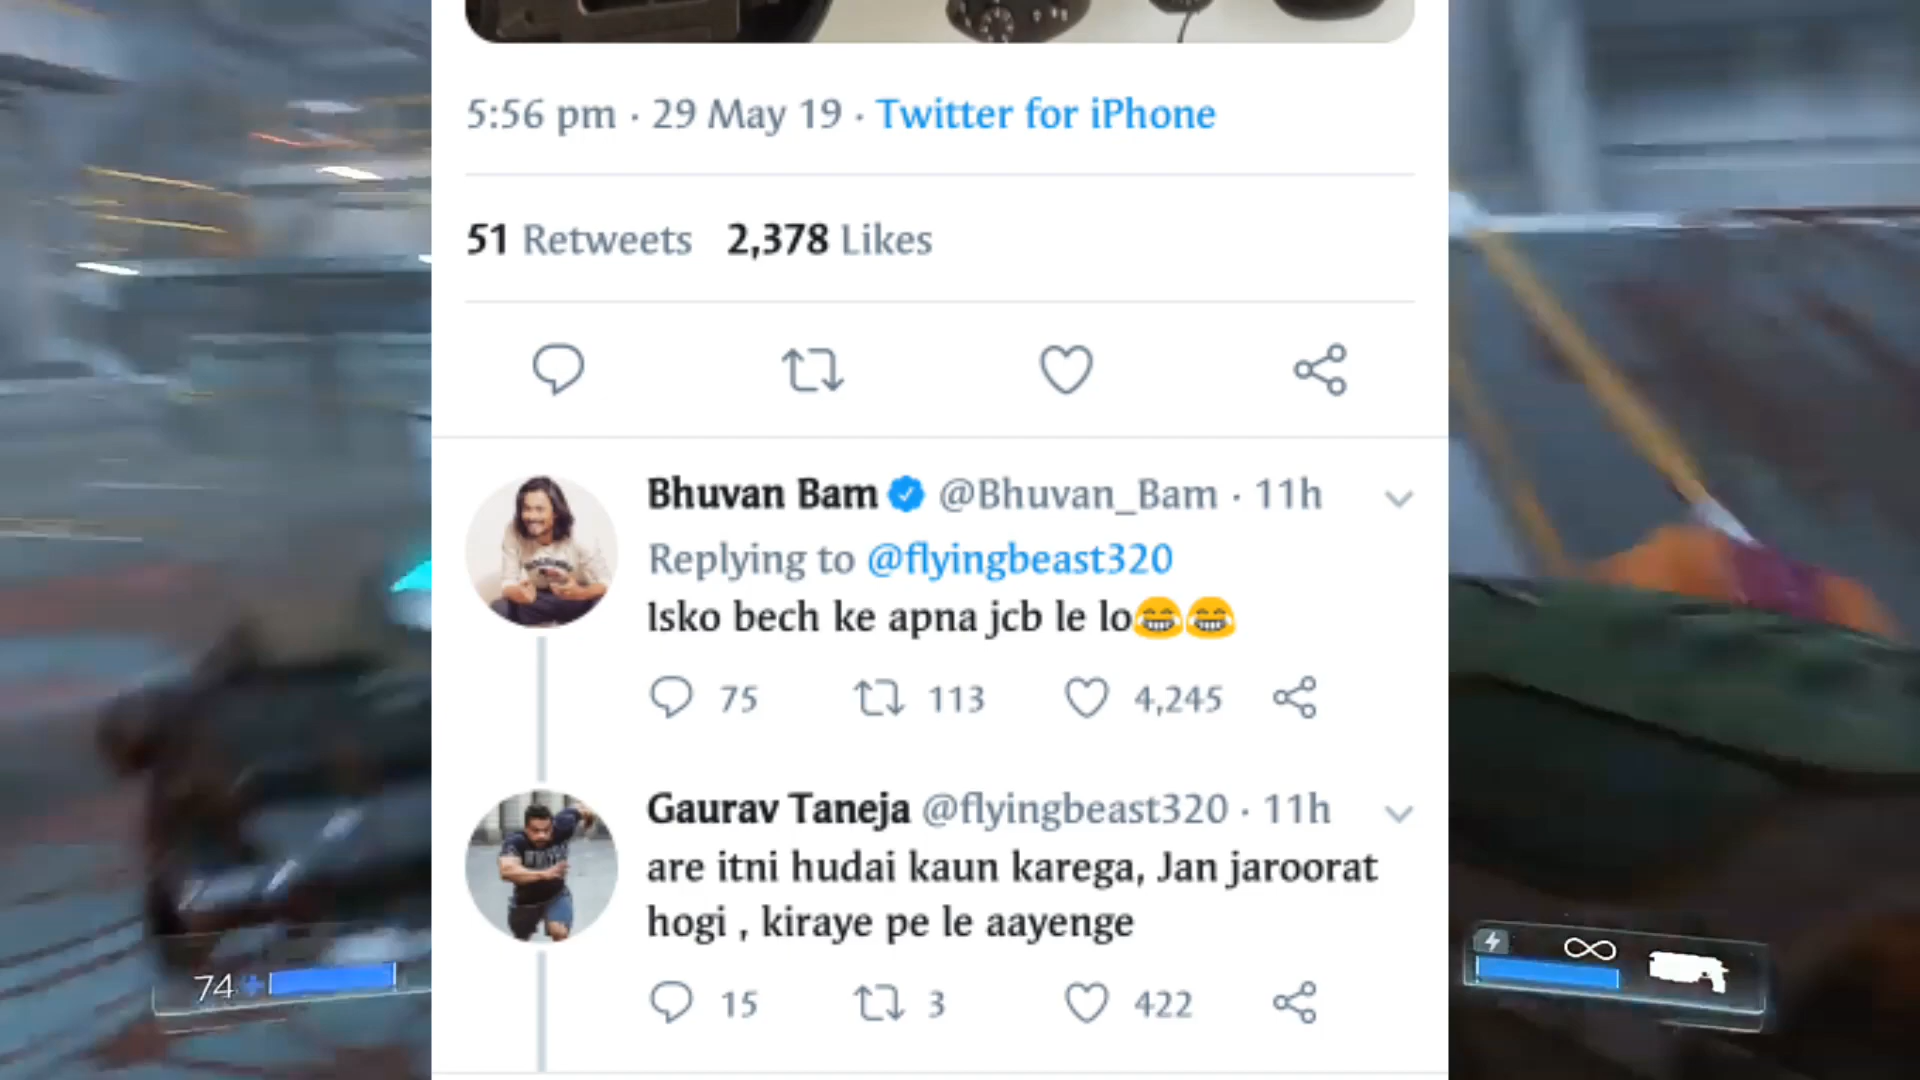 5:56 pm · 29 May 19 · Twitter for iPhone
51 Retweets 2,378 Likes
Bhuvan Bam @Bhuvan_Bam · 11h
Replying to @flyingbeast320
Isko bech ke apna jcb le lo😂😂
75 113 4,245
Gaurav Taneja @flyingbeast320 · 11h
are itni hudai kaun karega, Jan jaroorat
hogi , kiraye pe le aayenge
15 3 422
74
∞